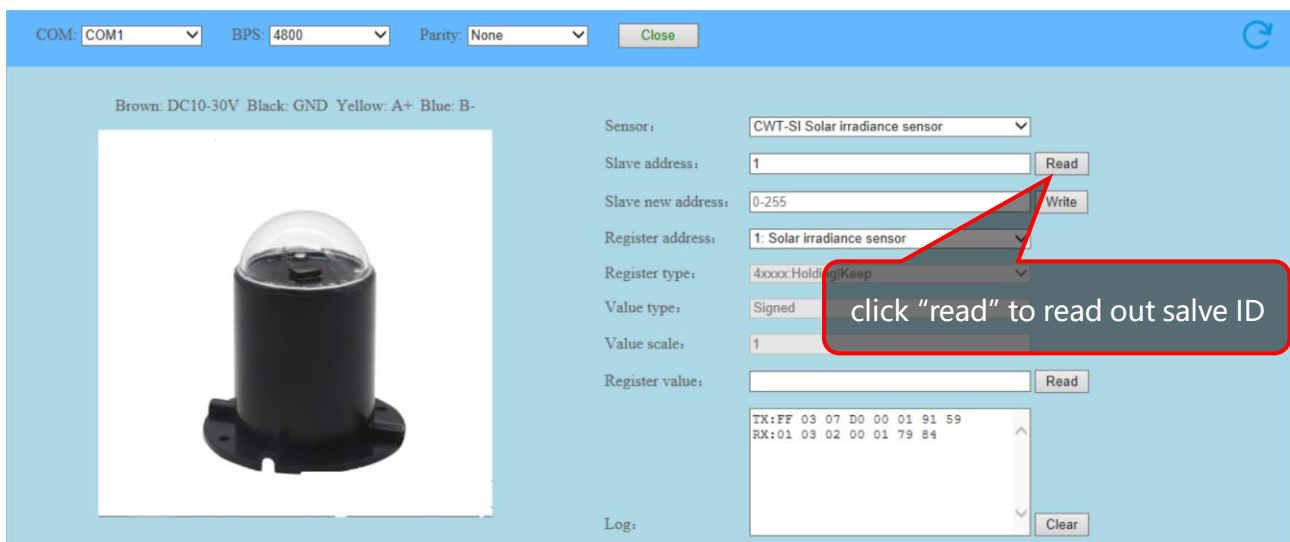 COM: COM1 BPS: 4800 Parity: None Close
Brown: DC10-30V Black: GND Yellow: A+ Blue: B-
Sensor: CWT-SI Solar irradiance sensor
Slave address: 1 Read
Slave new address: 0-255 Write
Register address: 1: Solar irradiance sensor
Register type: 4xxxx:Holding|Keep
Value type: Signed
click “read” to read out salve ID
Value scale: 1
Register value: Read
TX:FF 03 07 D0 00 01 91 59
RX:01 03 02 00 01 79 84
Log: Clear